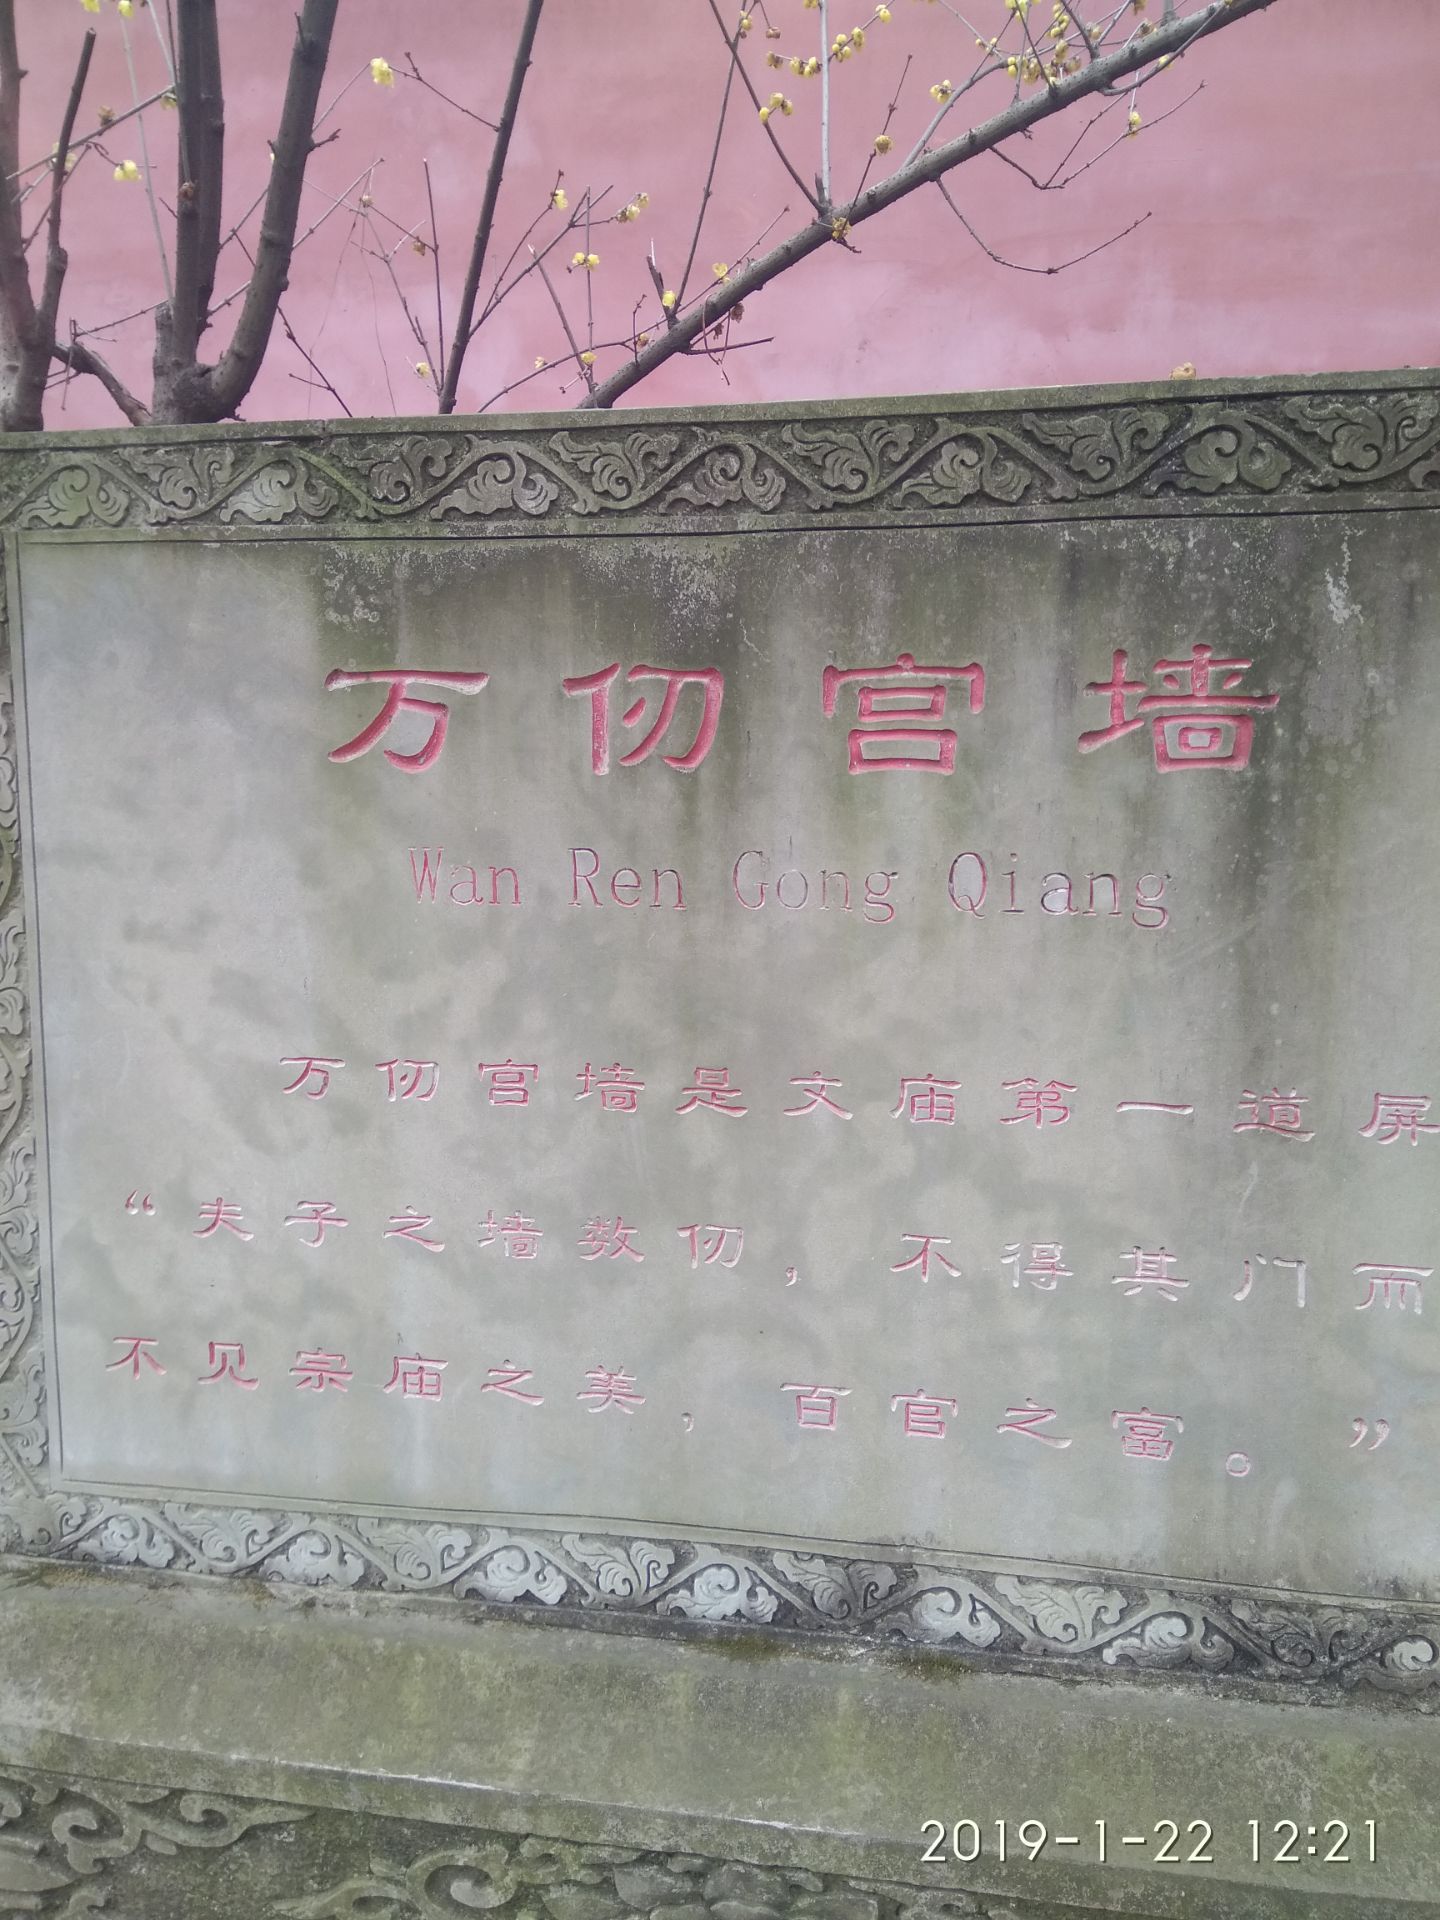 万仞宫墙
Wan Ren Gong Qiang
万仞宫墙是文庙第一道屏
“夫子之墙数仞,不得其门而
不见宗庙之美,百官之富。”
2019-1-22 12:21